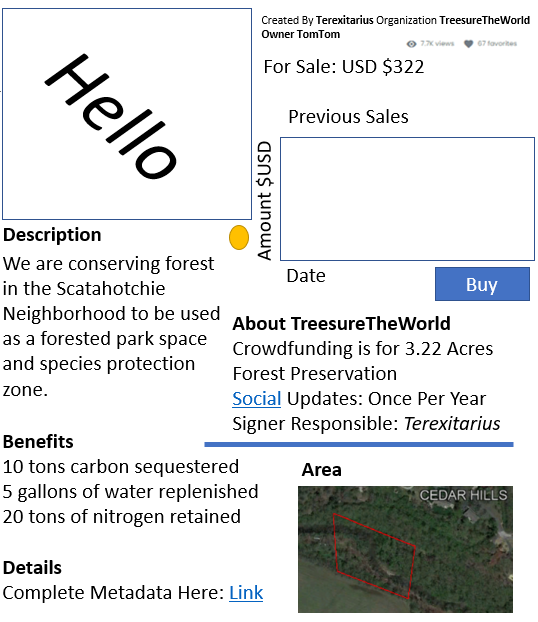 Hello
Created By Terexitarius Organization TreesureTheWorld
Owner TomTom
7.7K views 67 favorites
For Sale: USD $322
Previous Sales
Amount $USD
Date
Buy
Description
We are conserving forest
in the Scatahotchie
Neighborhood to be used
as a forested park space
and species protection
zone.
About TreesureTheWorld
Crowdfunding is for 3.22 Acres
Forest Preservation
Social Updates: Once Per Year
Signer Responsible: Terexitarius
Benefits
10 tons carbon sequestered
5 gallons of water replenished
20 tons of nitrogen retained
Area
CEDAR HILLS
Details
Complete Metadata Here: Link